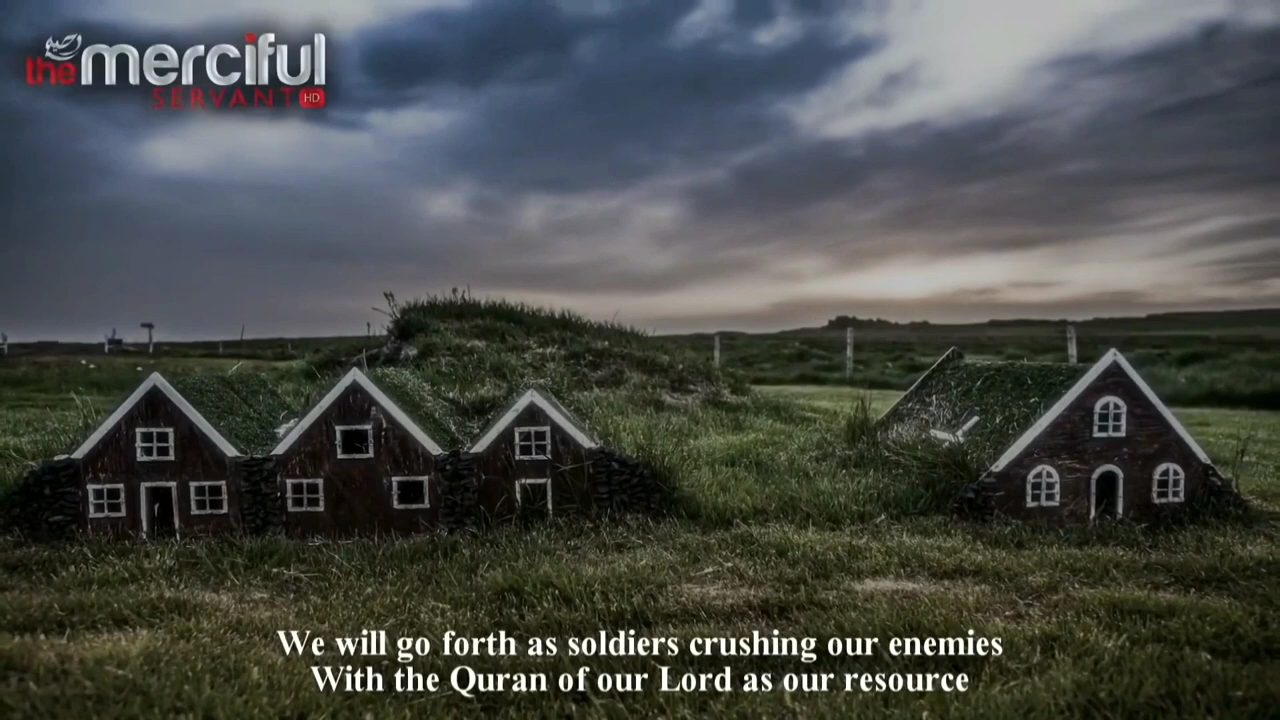 the merciful
SERVANT HD
We will go forth as soldiers crushing our enemies
With the Quran of our Lord as our resource